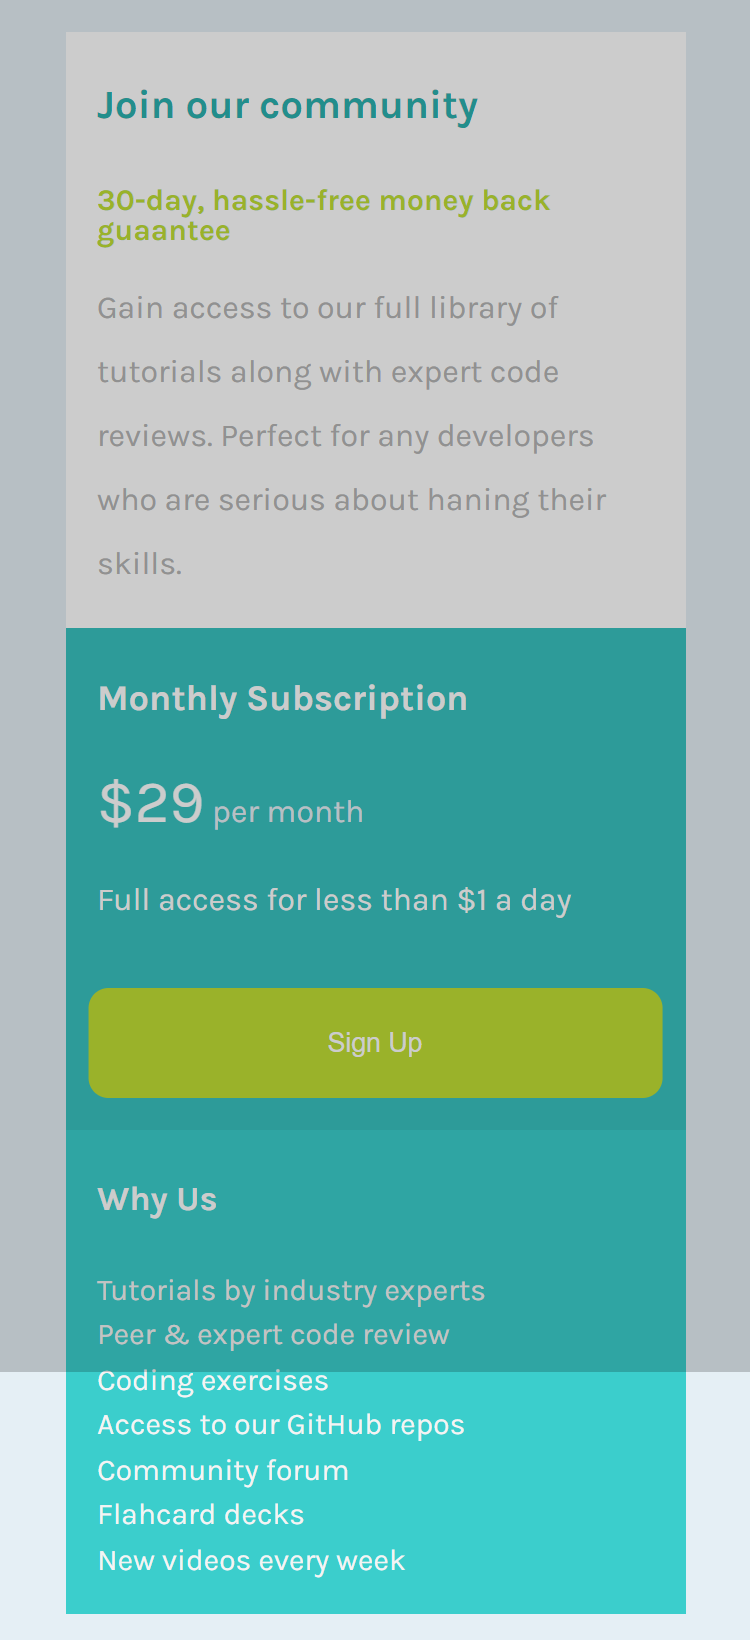 Join our community
30-day, hassle-free money back
guaantee
Gain access to our full library of
tutorials along with expert code
reviews. Perfect for any developers
who are serious about haning their
skills.
Monthly Subscription
$29 per month
Full access for less than $1 a day
Sign Up
Why Us
Tutorials by industry experts
Peer & expert code review
Coding exercises
Access to our GitHub repos
Community forum
Flahcard decks
New videos every week